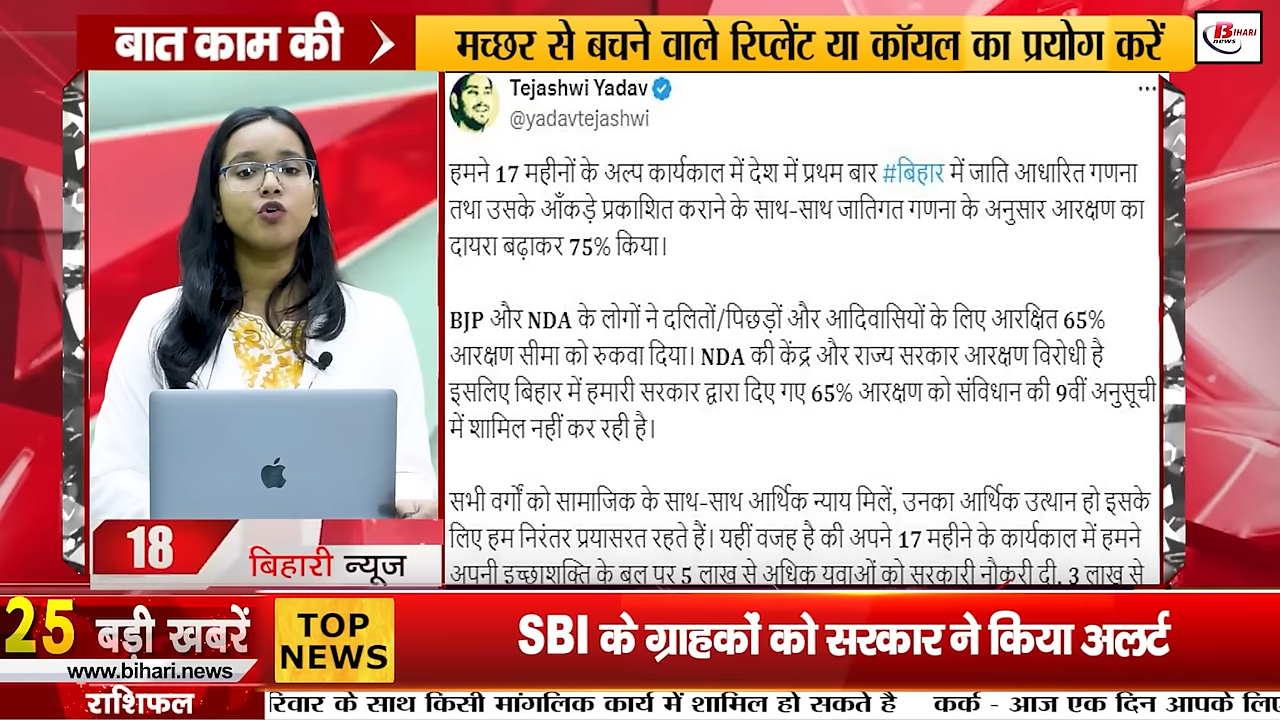 बात काम की
मच्छर से बचने वाले रिप्लेंट या कॉयल का प्रयोग करें
BIHARI
news
Tejashwi Yadav
@yadavtejashwi
हमने 17 महीनों के अल्प कार्यकाल में देश में प्रथम बार #बिहार में जाति आधारित गणना
तथा उसके आँकड़े प्रकाशित कराने के साथ-साथ जातिगत गणना के अनुसार आरक्षण का
दायरा बढ़ाकर 75% किया।
BJP और NDA के लोगों ने दलितों/पिछड़ों और आदिवासियों के लिए आरक्षित 65%
आरक्षण सीमा को रुकवा दिया। NDA की केंद्र और राज्य सरकार आरक्षण विरोधी है
इसलिए बिहार में हमारी सरकार द्वारा दिए गए 65% आरक्षण को संविधान की 9वीं अनुसूची
में शामिल नहीं कर रही है।
सभी वर्गों को सामाजिक के साथ-साथ आर्थिक न्याय मिलें, उनका आर्थिक उत्थान हो इसके
लिए हम निरंतर प्रयासरत रहते हैं। यहीं वजह है की अपने 17 महीने के कार्यकाल में हमने
अपनी इच्छाशक्ति के बल पर 5 लाख से अधिक युवाओं को सरकारी नौकरी दी, 3 लाख से
18
बिहारी न्यूज
25 बड़ी खबरें
www.bihari.news
TOP
NEWS
SBI के ग्राहकों को सरकार ने किया अलर्ट
राशिफल
रिवार के साथ किसी मांगलिक कार्य में शामिल हो सकते है कर्क - आज एक दिन आपके लिए